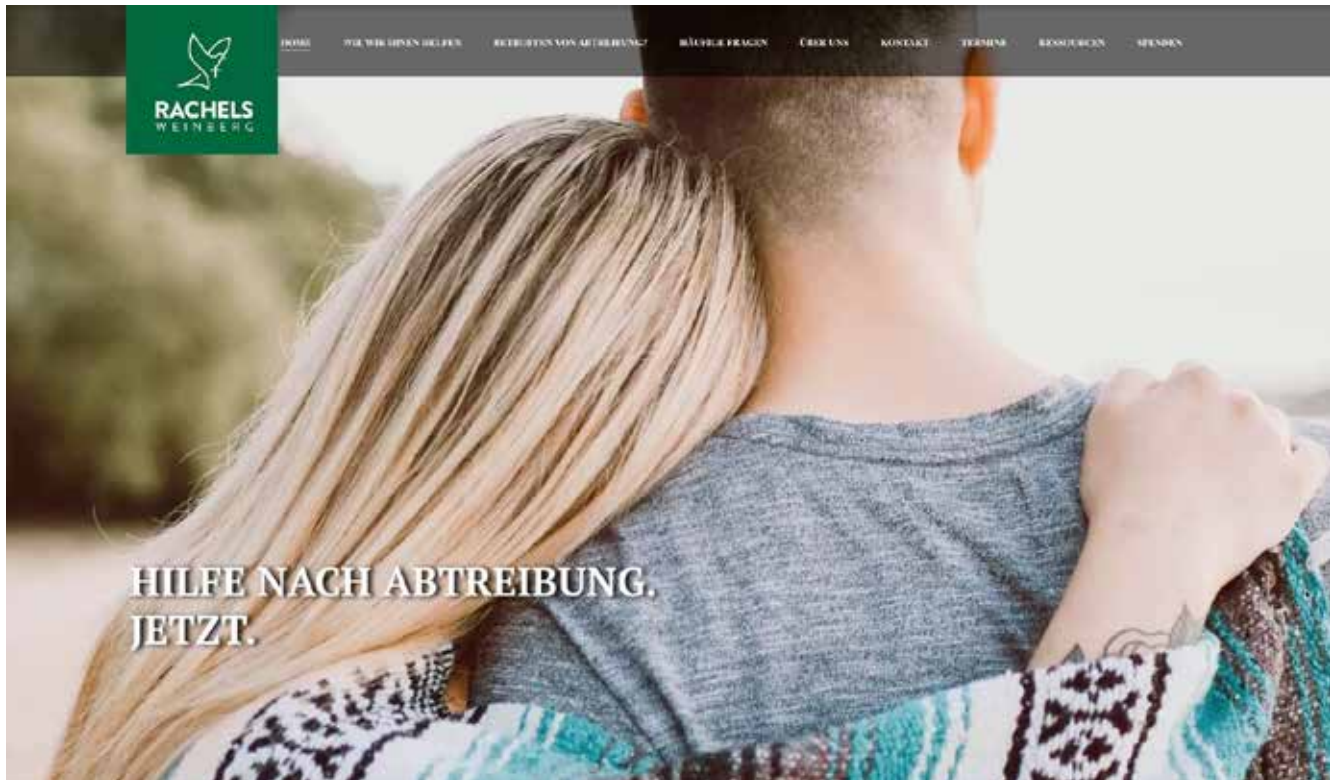 RACHELS
WEINBERG
HOME
WIE WIR IHNEN HELFEN
BETROFFEN VON ABTREIBUNG?
HÄUFIGE FRAGEN
ÜBER UNS
KONTAKT
TERMINE
RESSOURCEN
SPENDEN
HILFE NACH ABTREIBUNG.
JETZT.